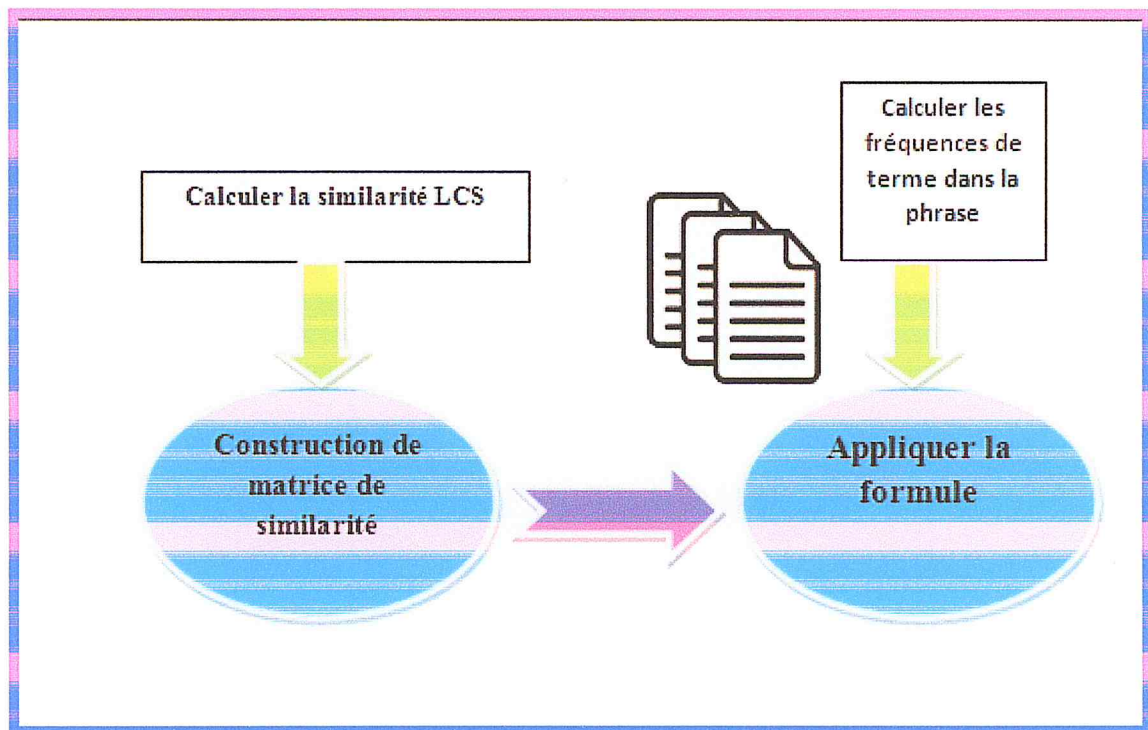 Calculer la similarité LCS
Calculer les
fréquences de
terme dans la
phrase
Construction de
matrice de
similarité
Appliquer la
formule